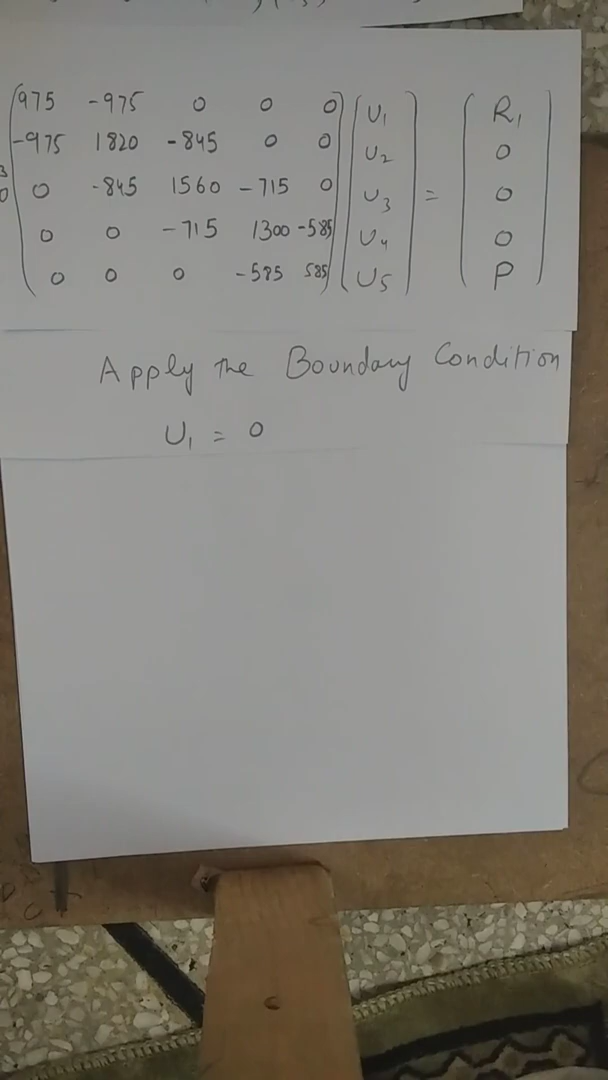 975 -975 0 0 0 U1 R1
-975 1820 -845 0 0 U2 0
0 -845 1560 -715 0 U3 = 0
0 0 -715 1300 -585 U4 0
0 0 0 -585 585 U5 P
Apply the Boundary Condition
U1 = 0